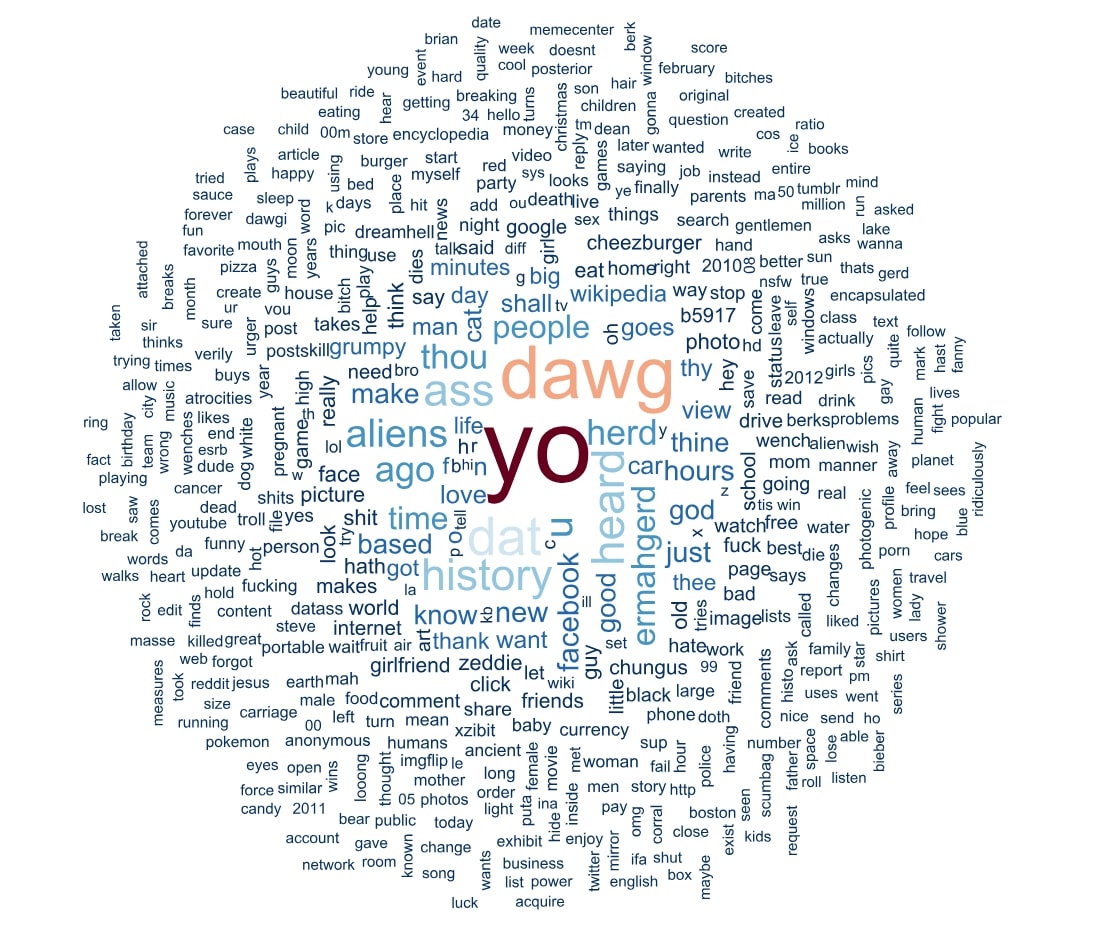 date
brian
memecenter
berk
event
quality
week
doesnt
window
score
young
hard
cool
posterior
february
bitches
beautiful
ride
hear
getting
breaking
turns
christmas
son
hair
children
gonna
original
eating
34
hello
question
created
ratio
case
child
00m
store
encyclopedia
money
tm
dean
reply
games
later
wanted
write
cos
ice
books
plays
article
happy
using
burger
start
video
saying
job
instead
entire
tried
bed
place
myself
red
party
sys
looks
ye
finally
parents
ma
50
tumblr
mind
sauce
sleep
word
k
days
hit
news
add
ou
death
live
million
run
asked
forever
dawgi
pic
dreamhell
night
google
sex
things
search
gentlemen
lake
fun
favorite
mouth
moon
years
thing
use
talk
said
diff
girl
cheezburger
hand
asks
wanna
attached
breaks
pizza
guys
bitch
play
dies
minutes
g
big
eat
home
right
2010
08
better
sun
thats
gerd
month
create
house
help
think
say
day
shall
tv
wikipedia
way
stop
come
nsfw
self
true
encapsulated
taken
sir
ur
sure
vou
post
takes
man
cat
people
oh
goes
b5917
leave
windows
class
text
thinks
urger
postskill
grumpy
thou
dawg
photo
hd
status
actually
quite
follow
trying
times
verily
year
need
bro
thy
hey
save
2012
girls
pics
mark
hast
fanny
allow
buys
high
really
make
ass
view
read
drink
gay
lives
city
music
atrocities
th
drive
berks
problems
human
fight
popular
ring
birthday
team
wrong
wenches
likes
end
white
pregnant
game
lol
aliens
life
yo
herd
y
thine
wench
alien
wish
fact
esrb
dude
dog
w
face
ago
hr
fb
hi
n
heard
car
hours
school
mom
manner
away
planet
playing
cancer
shits
picture
love
z
going
real
profile
feel
sees
ridiculously
lost
saw
comes
dead
youtube
troll
file
yes
shit
time
tell
dat
u
ermahgerd
god
tis
win
bring
blue
break
words
da
funny
hot
person
look
try
based
p
O
c
just
x
watch
free
water
photogenic
hope
walks
heart
update
hath
got
history
facebook
fuck
best
die
changes
porn
cars
rock
hold
fucking
makes
la
good
thee
page
says
women
travel
edit
finds
content
datass
world
know
kb
new
ill
old
tries
bad
image
lists
called
liked
pictures
lady
shower
masse
killed
great
steve
internet
art
thank
want
set
hate
work
users
portable
wait
fruit
air
guy
family
star
shirt
measures
web
forgot
girlfriend
zeddie
let
chungus
99
friend
comments
histo
ask
report
pm
took
reddit
jesus
earth
mah
click
wiki
little
black
large
uses
went
series
size
male
food
comment
share
friends
running
carriage
00
left
turn
mean
xzibit
baby
currency
phone
doth
nice
send
ho
pokemon
anonymous
humans
ancient
sup
hour
police
having
number
space
lose
able
bieber
eyes
open
wins
looong
thought
imgflip
le
long
female
movie
met
woman
fail
scumbag
father
roll
listen
force
similar
mother
order
men
story
http
candy
2011
05
photos
light
puta
ina
inside
pay
omg
corral
boston
seen
request
bear
public
today
hide
close
exist
kids
account
gave
known
change
exhibit
enjoy
mirror
network
room
song
wants
business
ifa
shut
maybe
list
power
twitter
english
box
luck
acquire